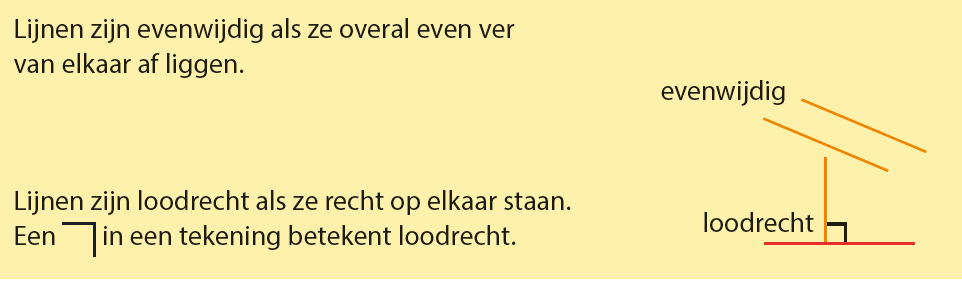 Lijnen zijn evenwijdig als ze overal even ver
van elkaar af liggen.
evenwijdig
Lijnen zijn loodrecht als ze recht op elkaar staan.
Een in een tekening betekent loodrecht.
loodrecht